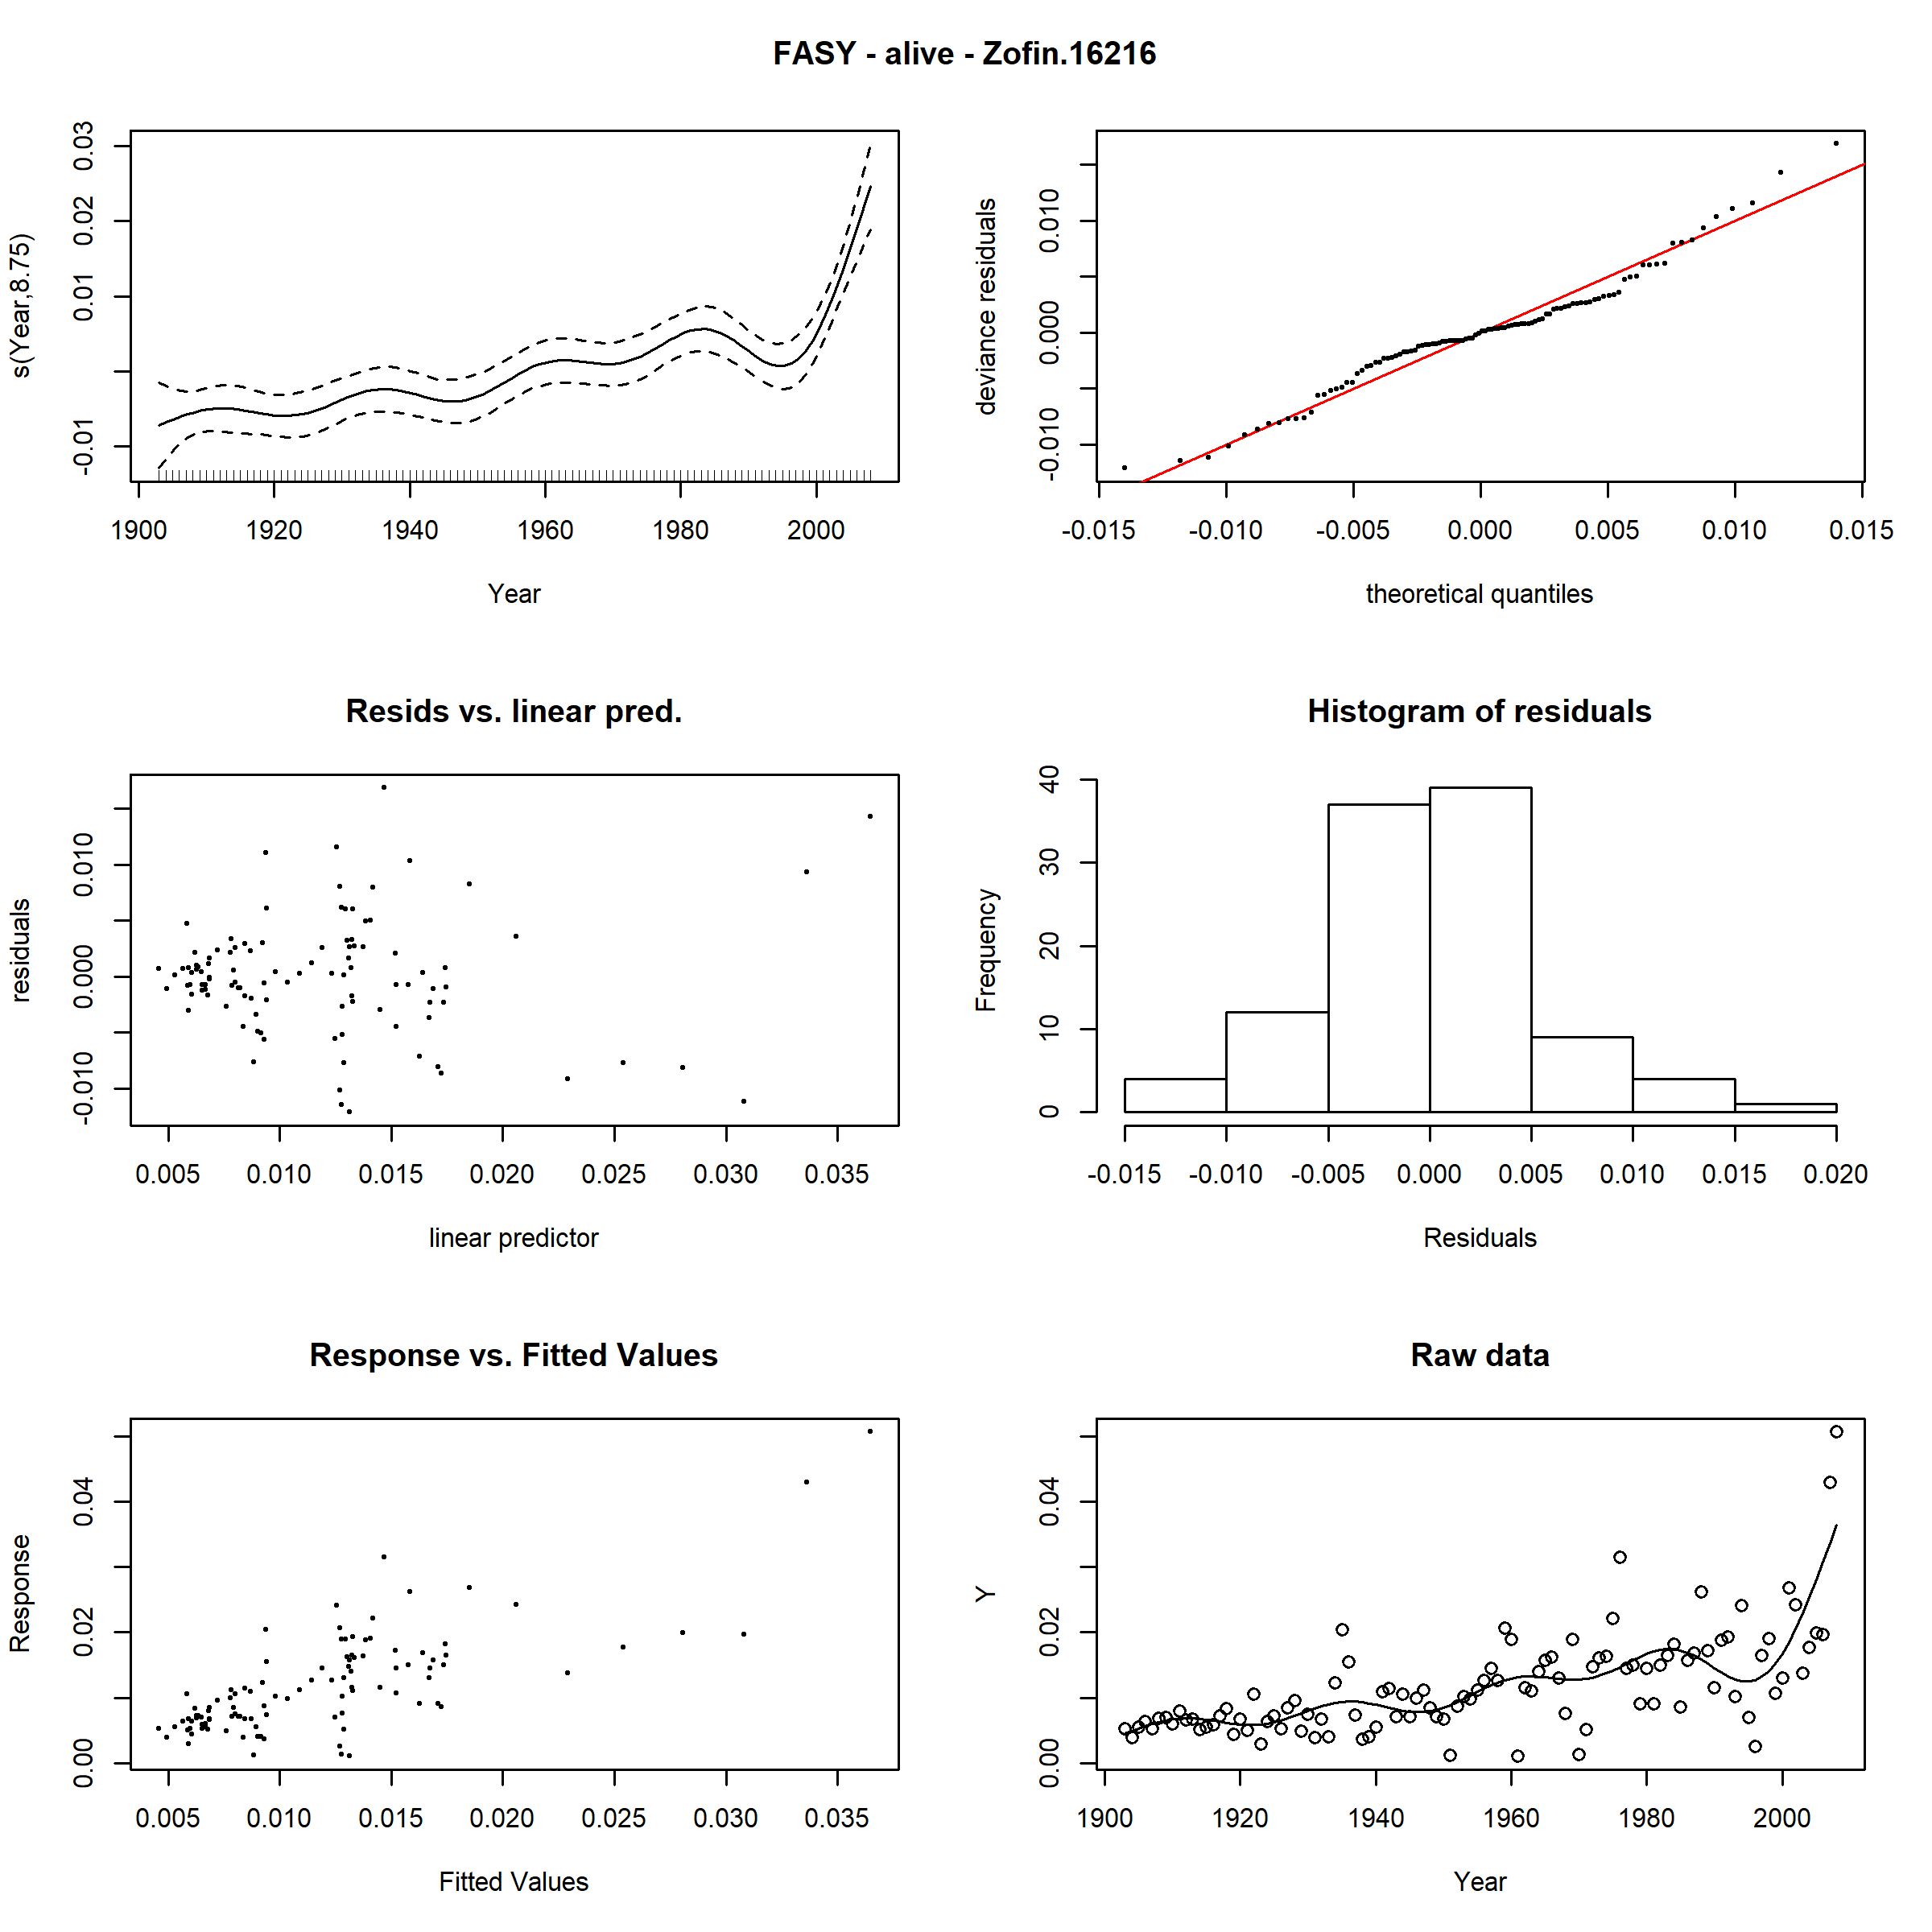 FASY - alive - Zofin.16216
s(Year,8.75)
-0.01 0.01 0.02 0.03
1900 1920 1940 1960 1980 2000
Year
deviance residuals
-0.010 0.000 0.010
-0.015 -0.010 -0.005 0.000 0.005 0.010 0.015
theoretical quantiles
Resids vs. linear pred.
residuals
-0.010 0.000 0.010
0.005 0.010 0.015 0.020 0.025 0.030 0.035
linear predictor
Histogram of residuals
Frequency
0 10 20 30 40
-0.015 -0.010 -0.005 0.000 0.005 0.010 0.015 0.020
Residuals
Response vs. Fitted Values
Response
0.00 0.02 0.04
0.005 0.010 0.015 0.020 0.025 0.030 0.035
Fitted Values
Raw data
Y
0.00 0.02 0.04
1900 1920 1940 1960 1980 2000
Year